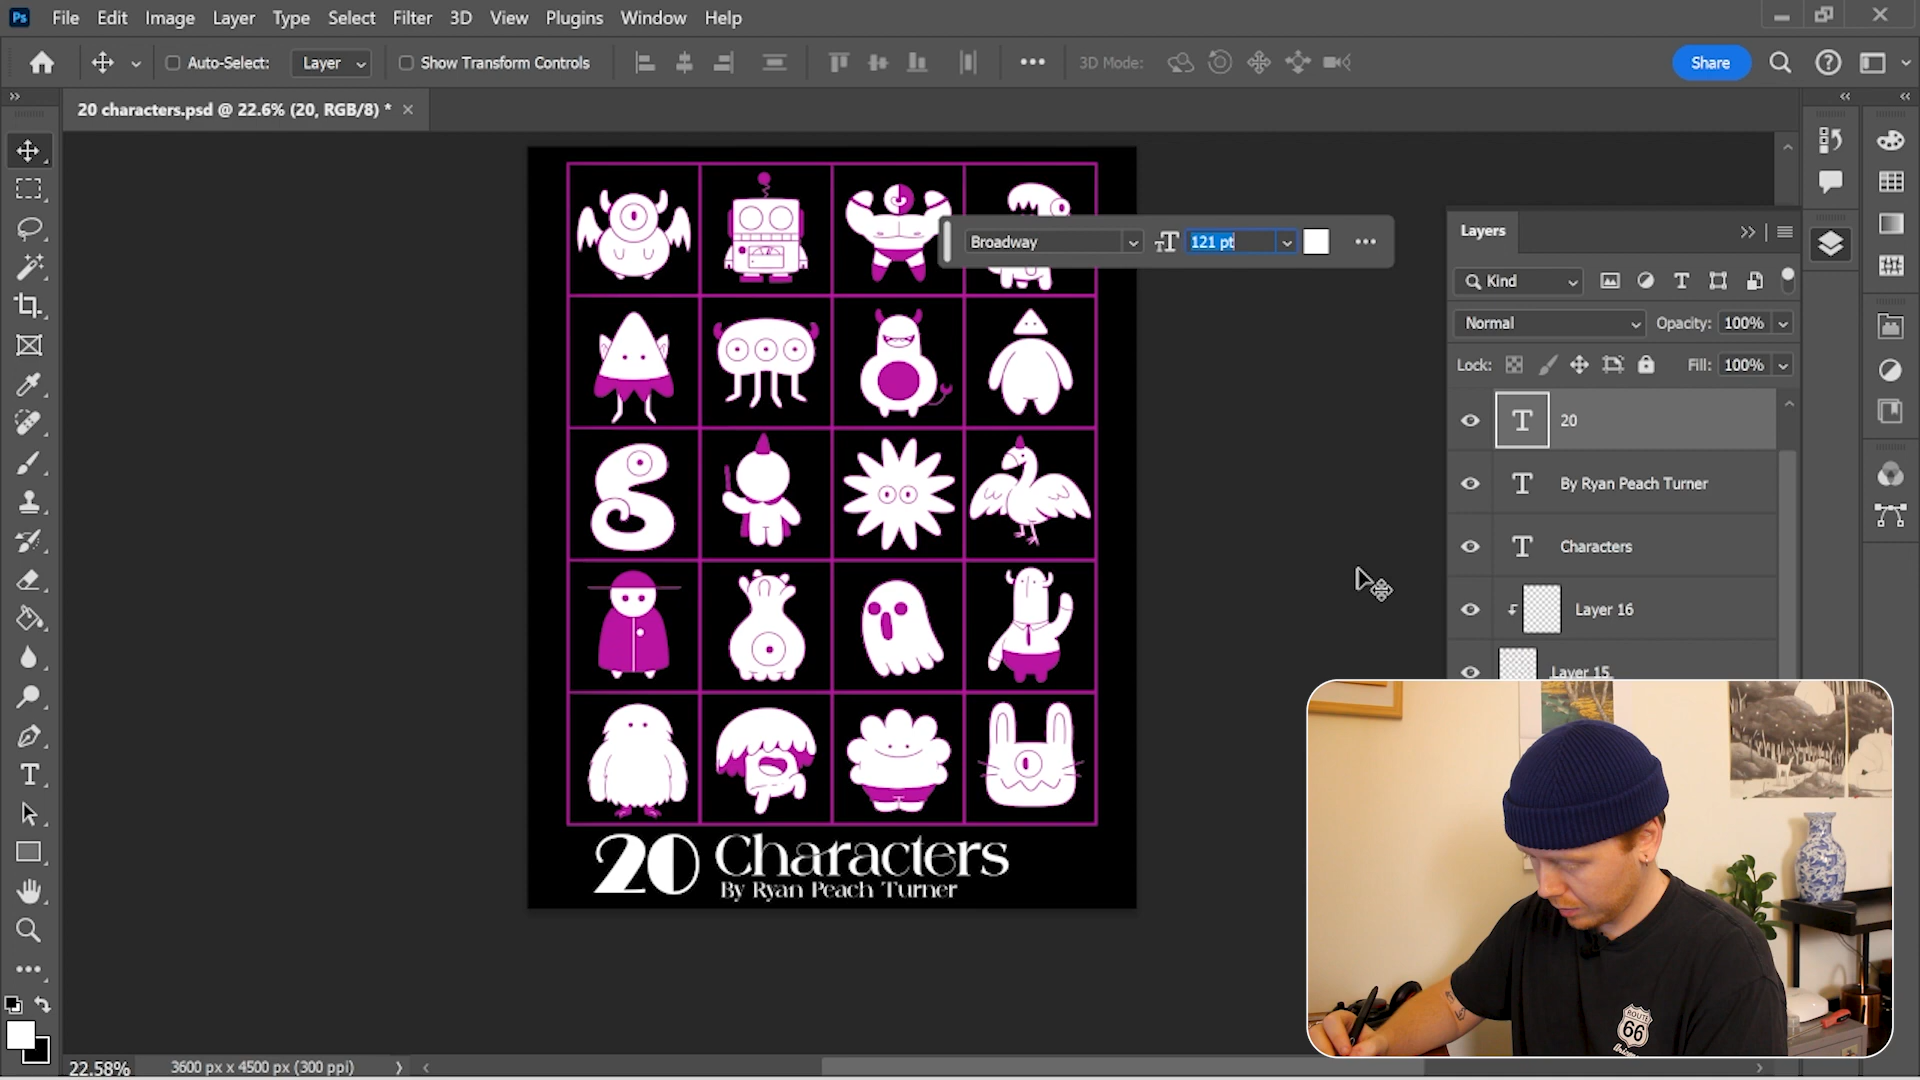 Ps File Edit Image Layer Type Select Filter 3D View Plugins Window Help
Auto-Select: Layer Show Transform Controls 3D Mode: Share
20 characters.psd @ 22.6% (20, RGB/8) *
Broadway 121 pt
Layers
Kind
Normal Opacity: 100%
Lock: Fill: 100%
T 20
T By Ryan Peach Turner
T Characters
Layer 16
Layer 15
20 Characters
By Ryan Peach Turner
ROUTE
66
22.58% 3600 px x 4500 px (300 ppi)